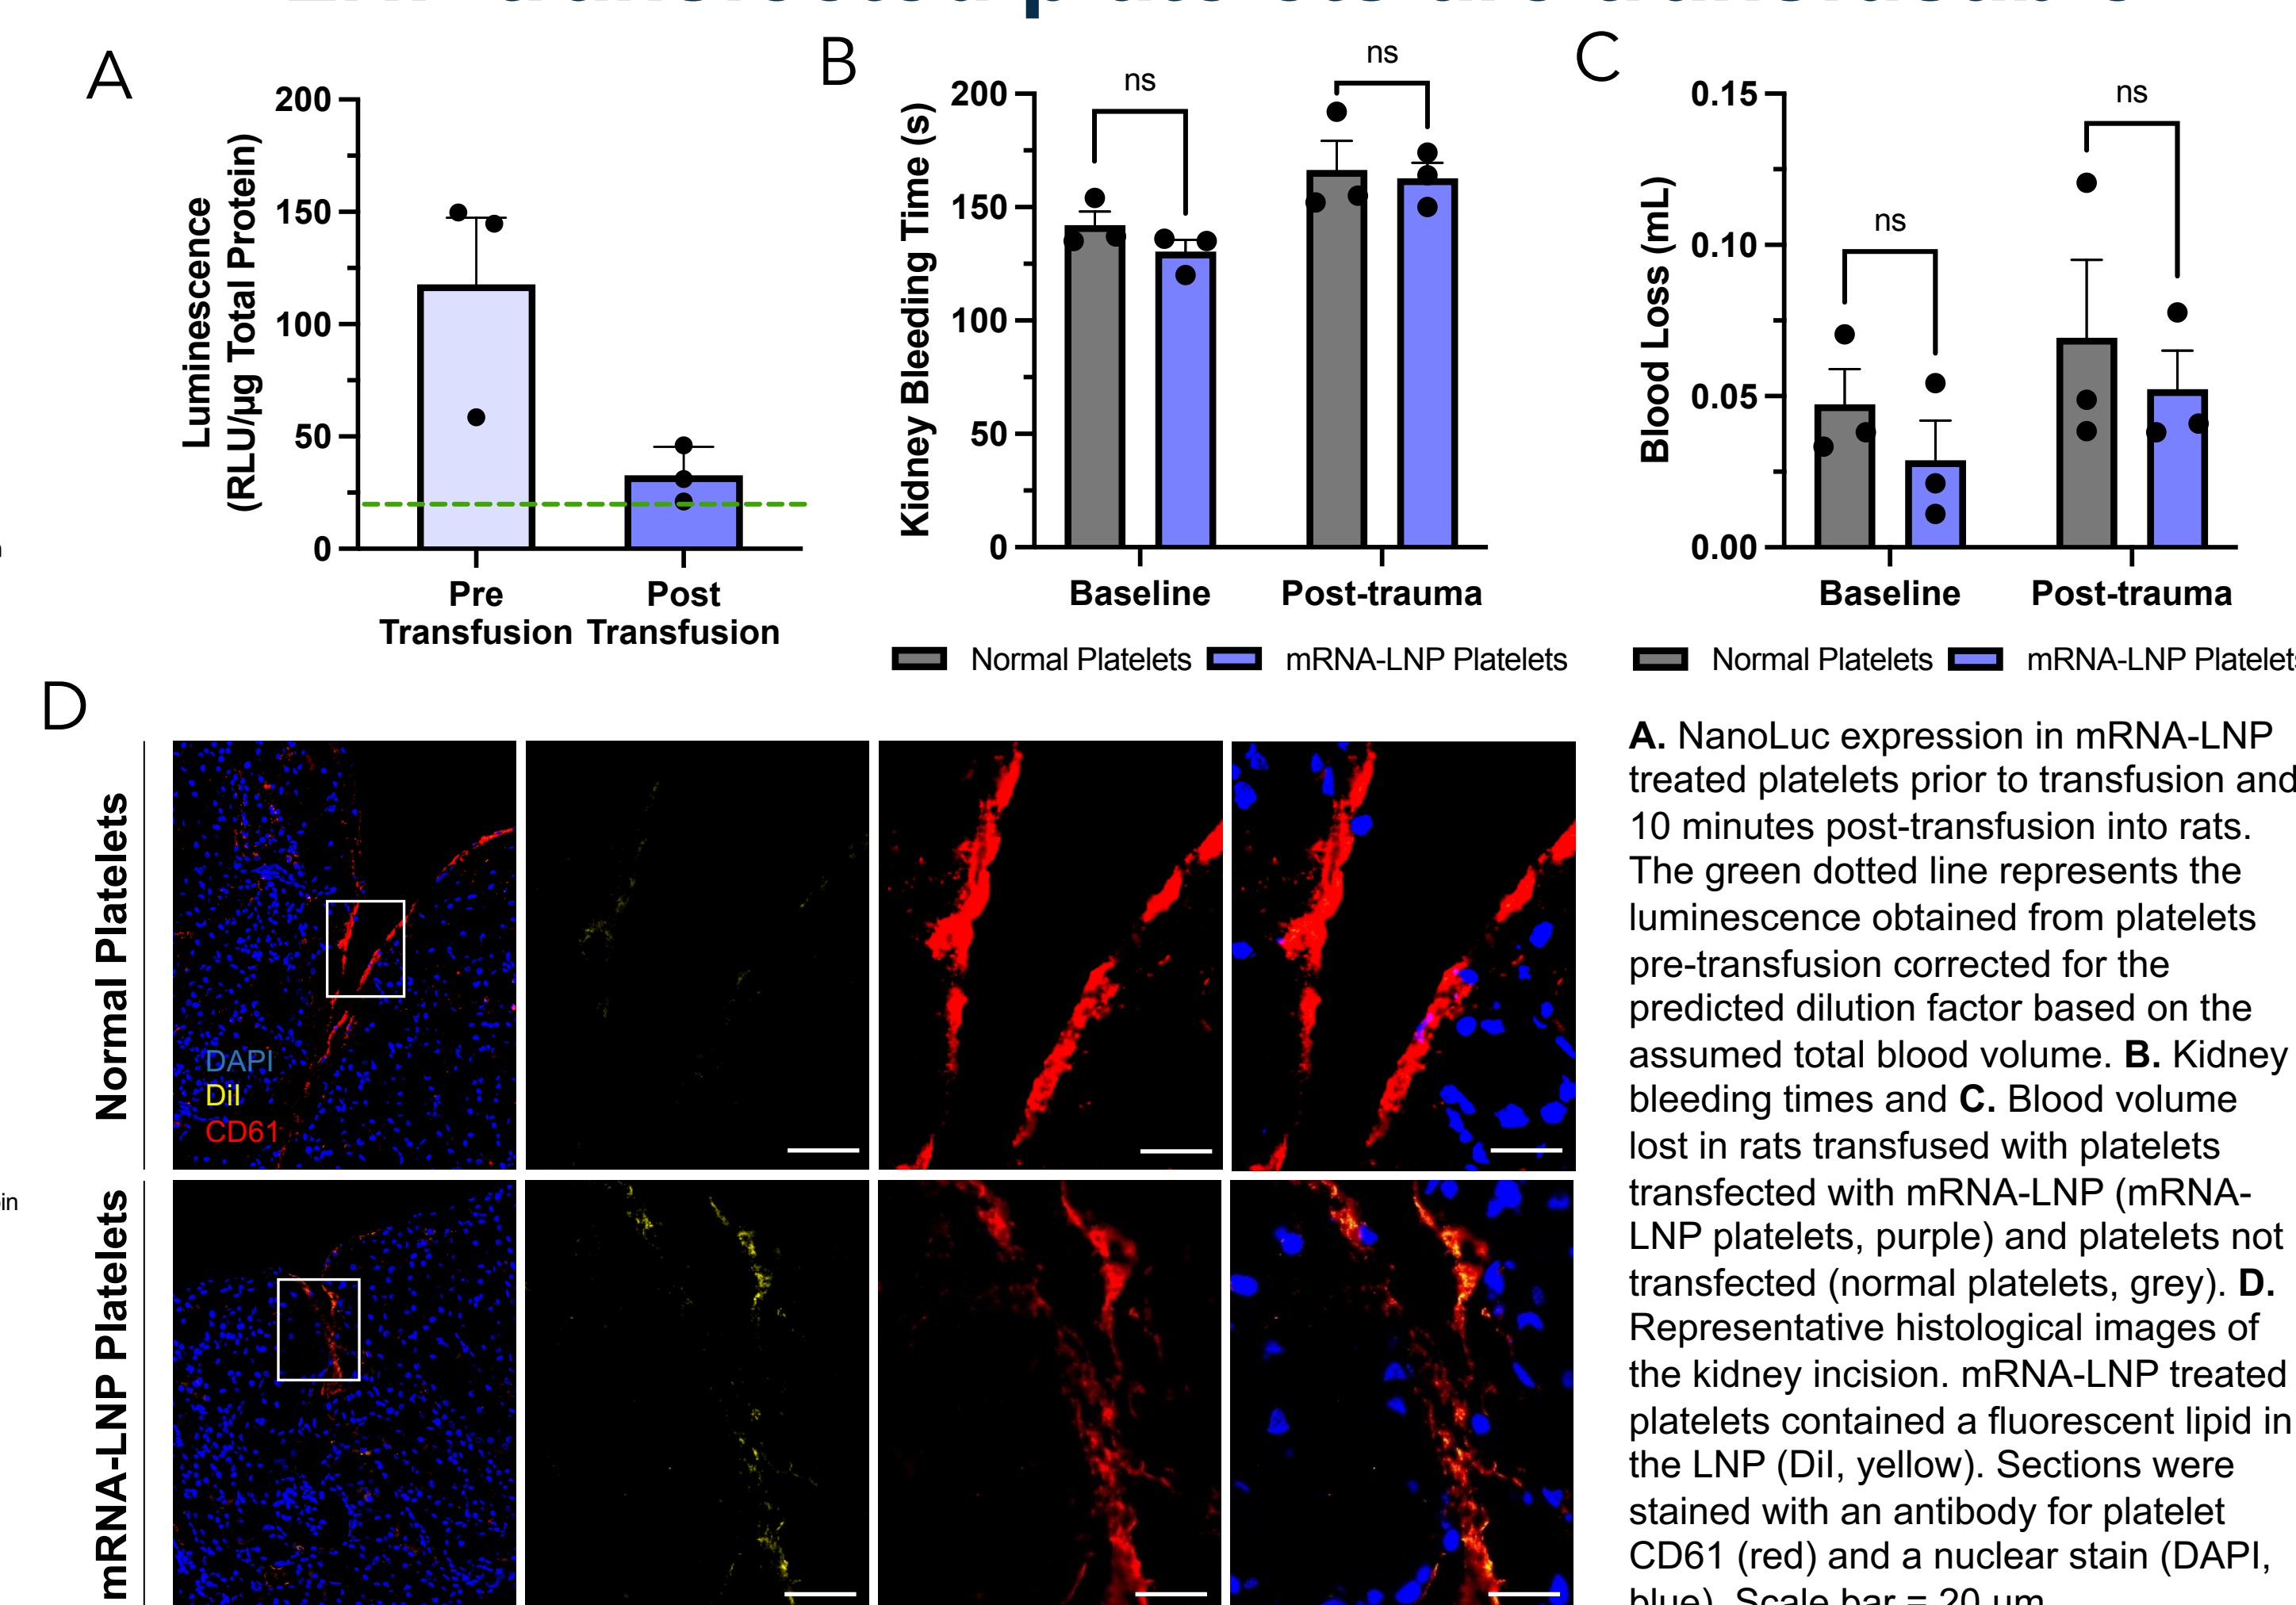 A
200
150
100
50
0
Luminescence
(RLU/µg Total Protein)
Pre
Transfusion
Post
Transfusion
B
ns
ns
200
150
100
50
0
Kidney Bleeding Time (s)
Baseline
Post-trauma
Normal Platelets
mRNA-LNP Platelets
C
ns
ns
0.15
0.10
0.05
0.00
Blood Loss (mL)
Baseline
Post-trauma
Normal Platelets
mRNA-LNP Platelets
D
Normal Platelets
DAPI
DiI
CD61
mRNA-LNP Platelets
A. NanoLuc expression in mRNA-LNP
treated platelets prior to transfusion and
10 minutes post-transfusion into rats.
The green dotted line represents the
luminescence obtained from platelets
pre-transfusion corrected for the
predicted dilution factor based on the
assumed total blood volume. B. Kidney
bleeding times and C. Blood volume
lost in rats transfused with platelets
transfected with mRNA-LNP (mRNA-
LNP platelets, purple) and platelets not
transfected (normal platelets, grey). D.
Representative histological images of
the kidney incision. mRNA-LNP treated
platelets contained a fluorescent lipid in
the LNP (DiI, yellow). Sections were
stained with an antibody for platelet
CD61 (red) and a nuclear stain (DAPI,
blue). Scale bar = 20 µm